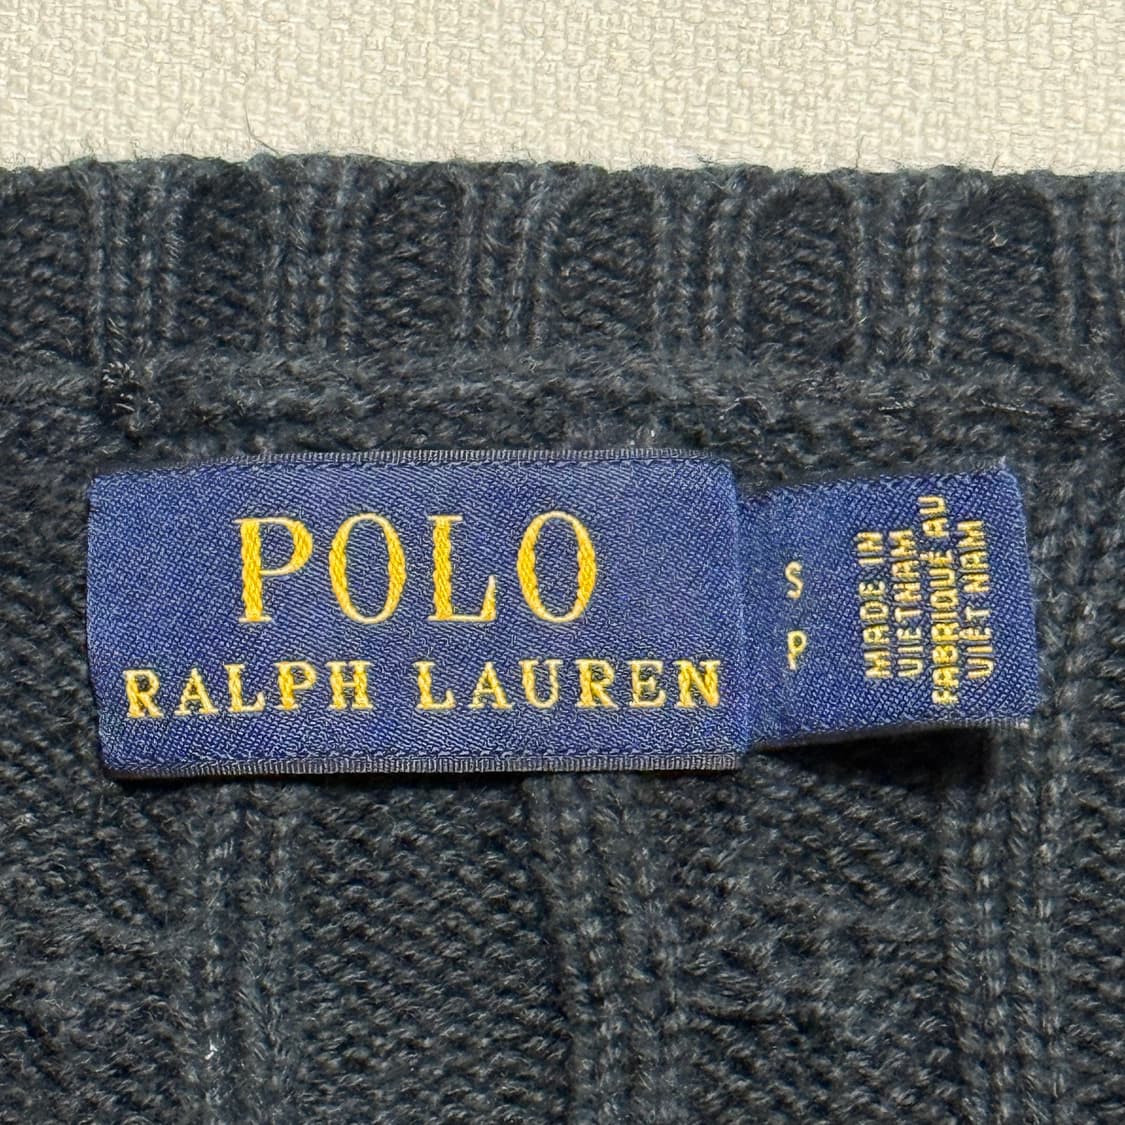 POLO
RALPH LAUREN
S
P
MADE IN
VIETNAM
FABRIQUÉ AU
VIÊT NAM